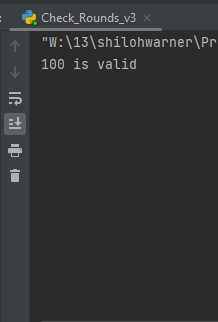 Check_Rounds_v3
"W:\13\shilohwarner\Pr
100 is valid